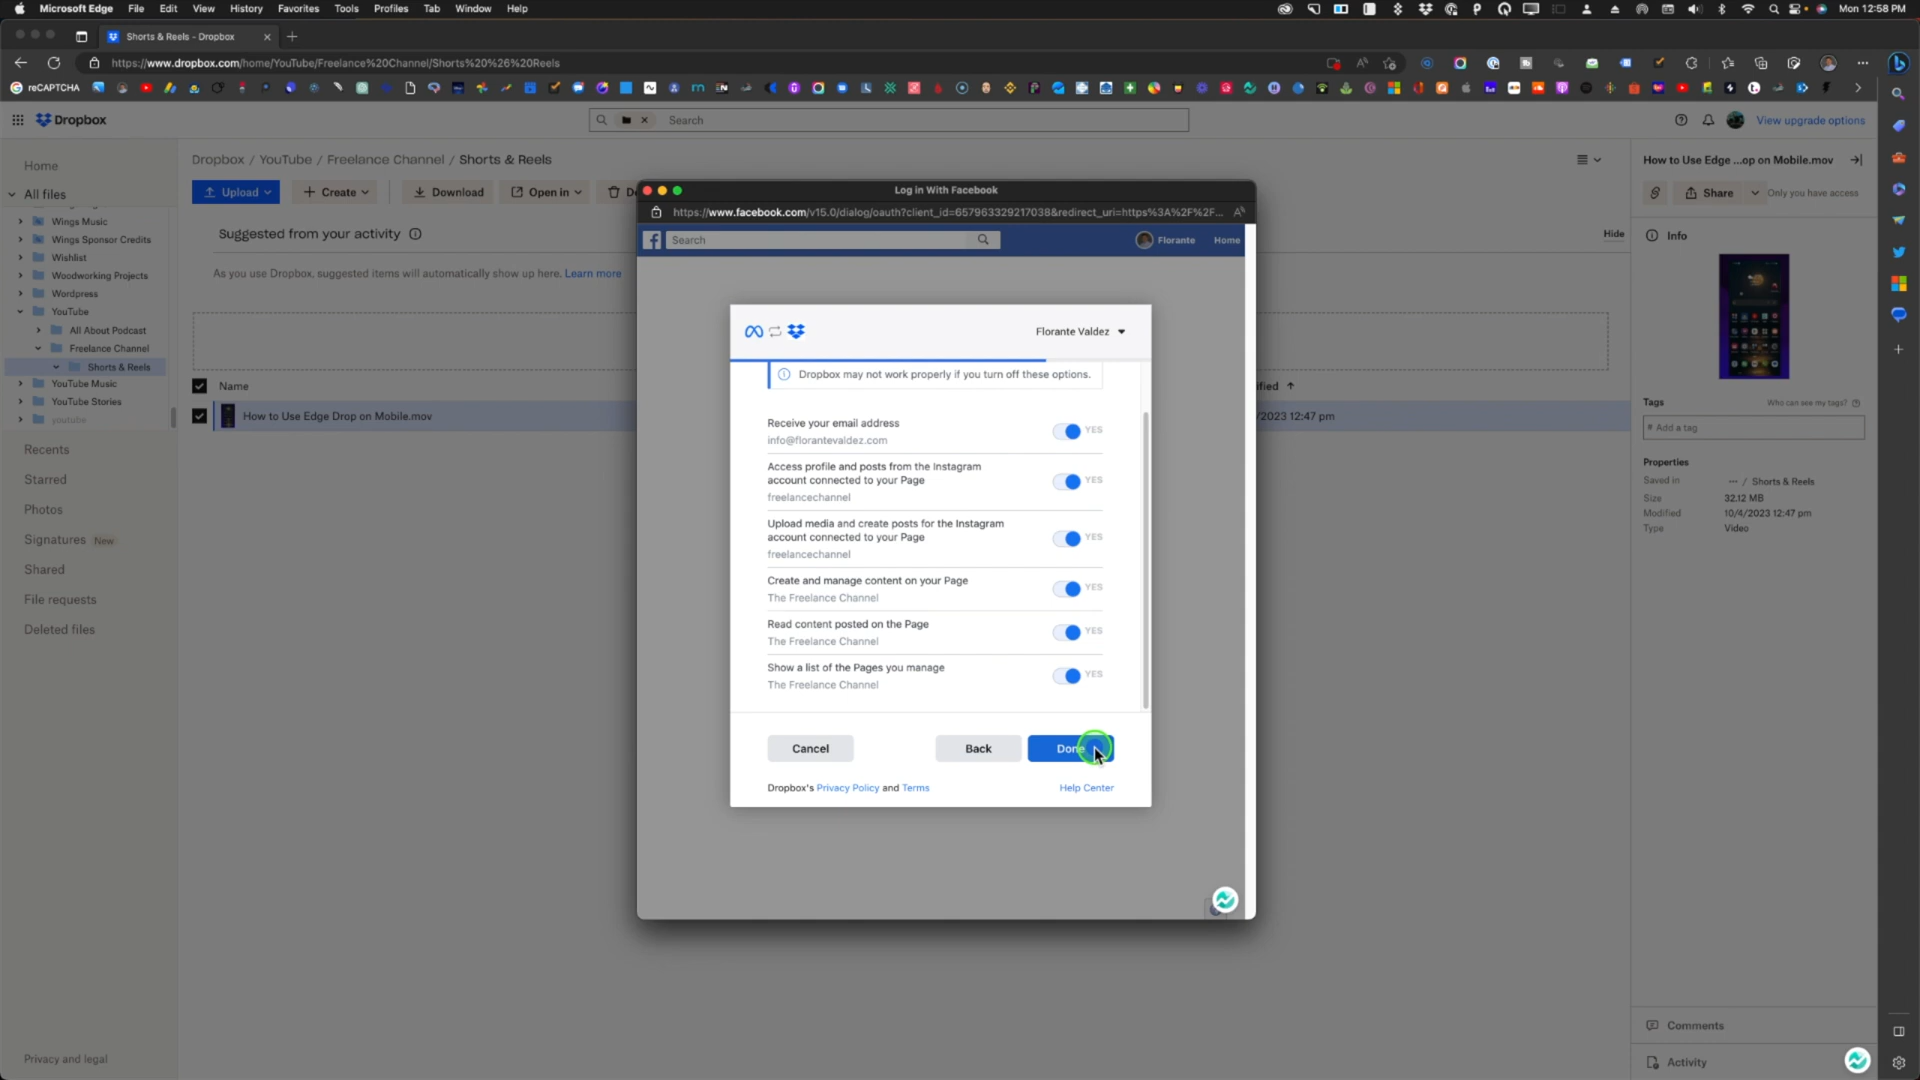 Microsoft Edge File Edit View History Favorites Tools Profiles Tab Window Help
Mon 12:58 PM
Shorts & Reels - Dropbox
https://www.dropbox.com/home/YouTube/Freelance%20Channel/Shorts%20%26%20Reels
reCAPTCHA
Dropbox
Search
View upgrade options
Home
All files
Wings Music
Wings Sponsor Credits
Wishlist
Woodworking Projects
Wordpress
YouTube
All About Podcast
Freelance Channel
Shorts & Reels
YouTube Music
YouTube Stories
youtube
Recents
Starred
Photos
Signatures New
Shared
File requests
Deleted files
Privacy and legal
Dropbox / YouTube / Freelance Channel / Shorts & Reels
Upload
Create
Download
Open in
De
Suggested from your activity
Hide
As you use Dropbox, suggested items will automatically show up here. Learn more
Name
ified
How to Use Edge Drop on Mobile.mov
/2023 12:47 pm
Log in With Facebook
https://www.facebook.com/v15.0/dialog/oauth?client_id=657963329217038&redirect_uri=https%3A%2F%2F...
Search
Florante
Home
Florante Valdez
Dropbox may not work properly if you turn off these options.
Receive your email address
info@florantevaldez.com
YES
Access profile and posts from the Instagram
account connected to your Page
freelancechannel
YES
Upload media and create posts for the Instagram
account connected to your Page
freelancechannel
YES
Create and manage content on your Page
The Freelance Channel
YES
Read content posted on the Page
The Freelance Channel
YES
Show a list of the Pages you manage
The Freelance Channel
YES
Cancel
Back
Done
Dropbox's Privacy Policy and Terms
Help Center
How to Use Edge ...op on Mobile.mov
Share
Only you have access
Info
Tags
Who can see my tags?
# Add a tag
Properties
Saved in ... / Shorts & Reels
Size 32.12 MB
Modified 10/4/2023 12:47 pm
Type Video
Comments
Activity